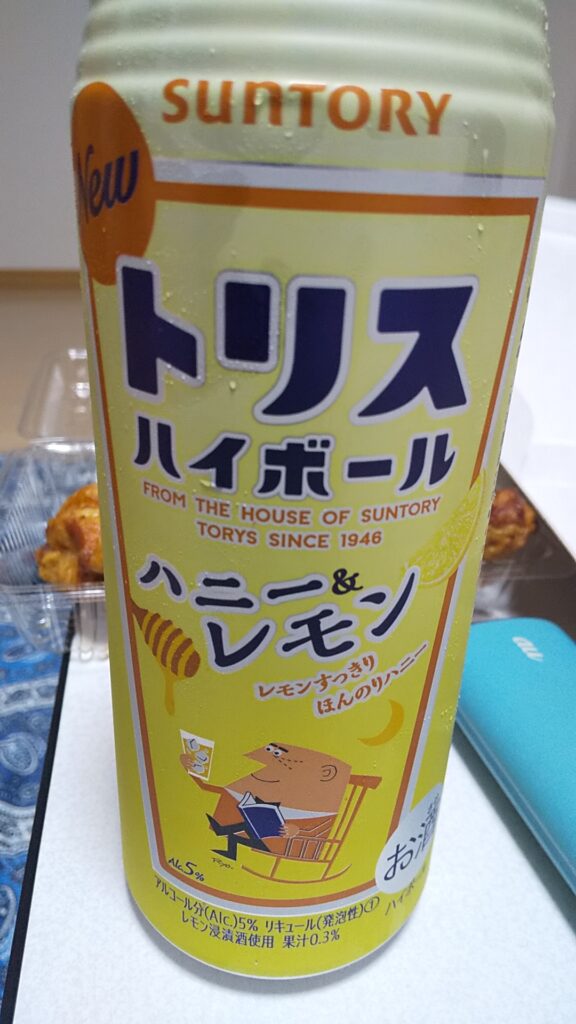 SUNTORY
New
トリス
ハイボール
FROM THE HOUSE OF SUNTORY
TORYS SINCE 1946
ハニー&
レモン
レモンすっきり
ほんのりハニー
au
お酒
Alc.5%
Ryo.
アルコール分(Alc)5% リキュール(発泡性)①
レモン浸漬酒使用 果汁0.3%